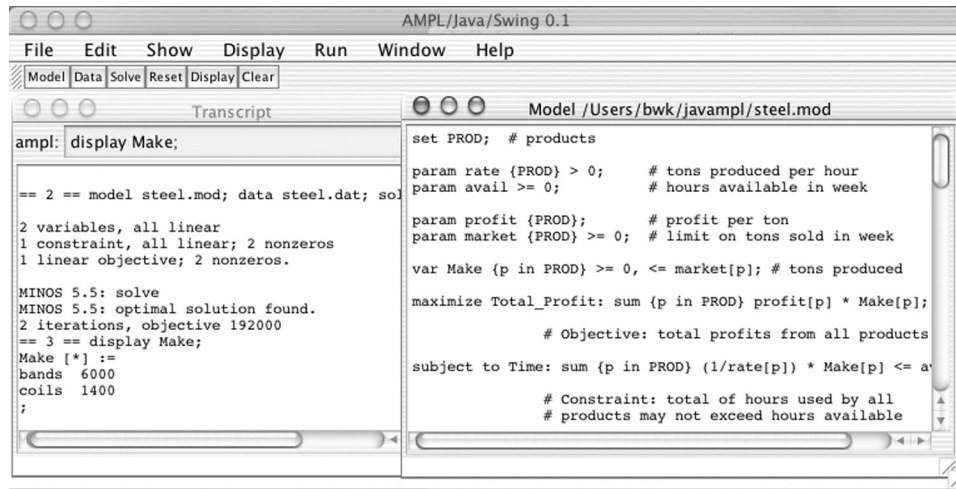 AMPL/Java/Swing 0.1
File Edit Show Display Run Window Help
Model Data Solve Reset Display Clear
Transcript
ampl: display Make;
== 2 == model steel.mod; data steel.dat; sol
2 variables, all linear
1 constraint, all linear; 2 nonzeros
1 linear objective; 2 nonzeros.
MINOS 5.5: solve
MINOS 5.5: optimal solution found.
2 iterations, objective 192000
== 3 == display Make;
Make [*] :=
bands 6000
coils 1400
;
Model /Users/bwk/javampl/steel.mod
set PROD; # products
param rate {PROD} > 0; # tons produced per hour
param avail >= 0; # hours available in week
param profit {PROD}; # profit per ton
param market {PROD} >= 0; # limit on tons sold in week
var Make {p in PROD} >= 0, <= market[p]; # tons produced
maximize Total_Profit: sum {p in PROD} profit[p] * Make[p];
# Objective: total profits from all products
subject to Time: sum {p in PROD} (1/rate[p]) * Make[p] <= a
# Constraint: total of hours used by all
# products may not exceed hours available